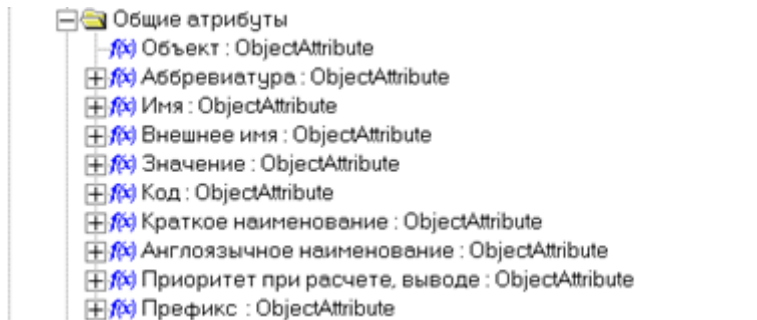 Общие атрибуты
f(x) Объект : ObjectAttribute
f(x) Аббревиатура : ObjectAttribute
f(x) Имя : ObjectAttribute
f(x) Внешнее имя : ObjectAttribute
f(x) Значение : ObjectAttribute
f(x) Код : ObjectAttribute
f(x) Краткое наименование : ObjectAttribute
f(x) Англоязычное наименование : ObjectAttribute
f(x) Приоритет при расчете, выводе : ObjectAttribute
f(x) Префикс : ObjectAttribute